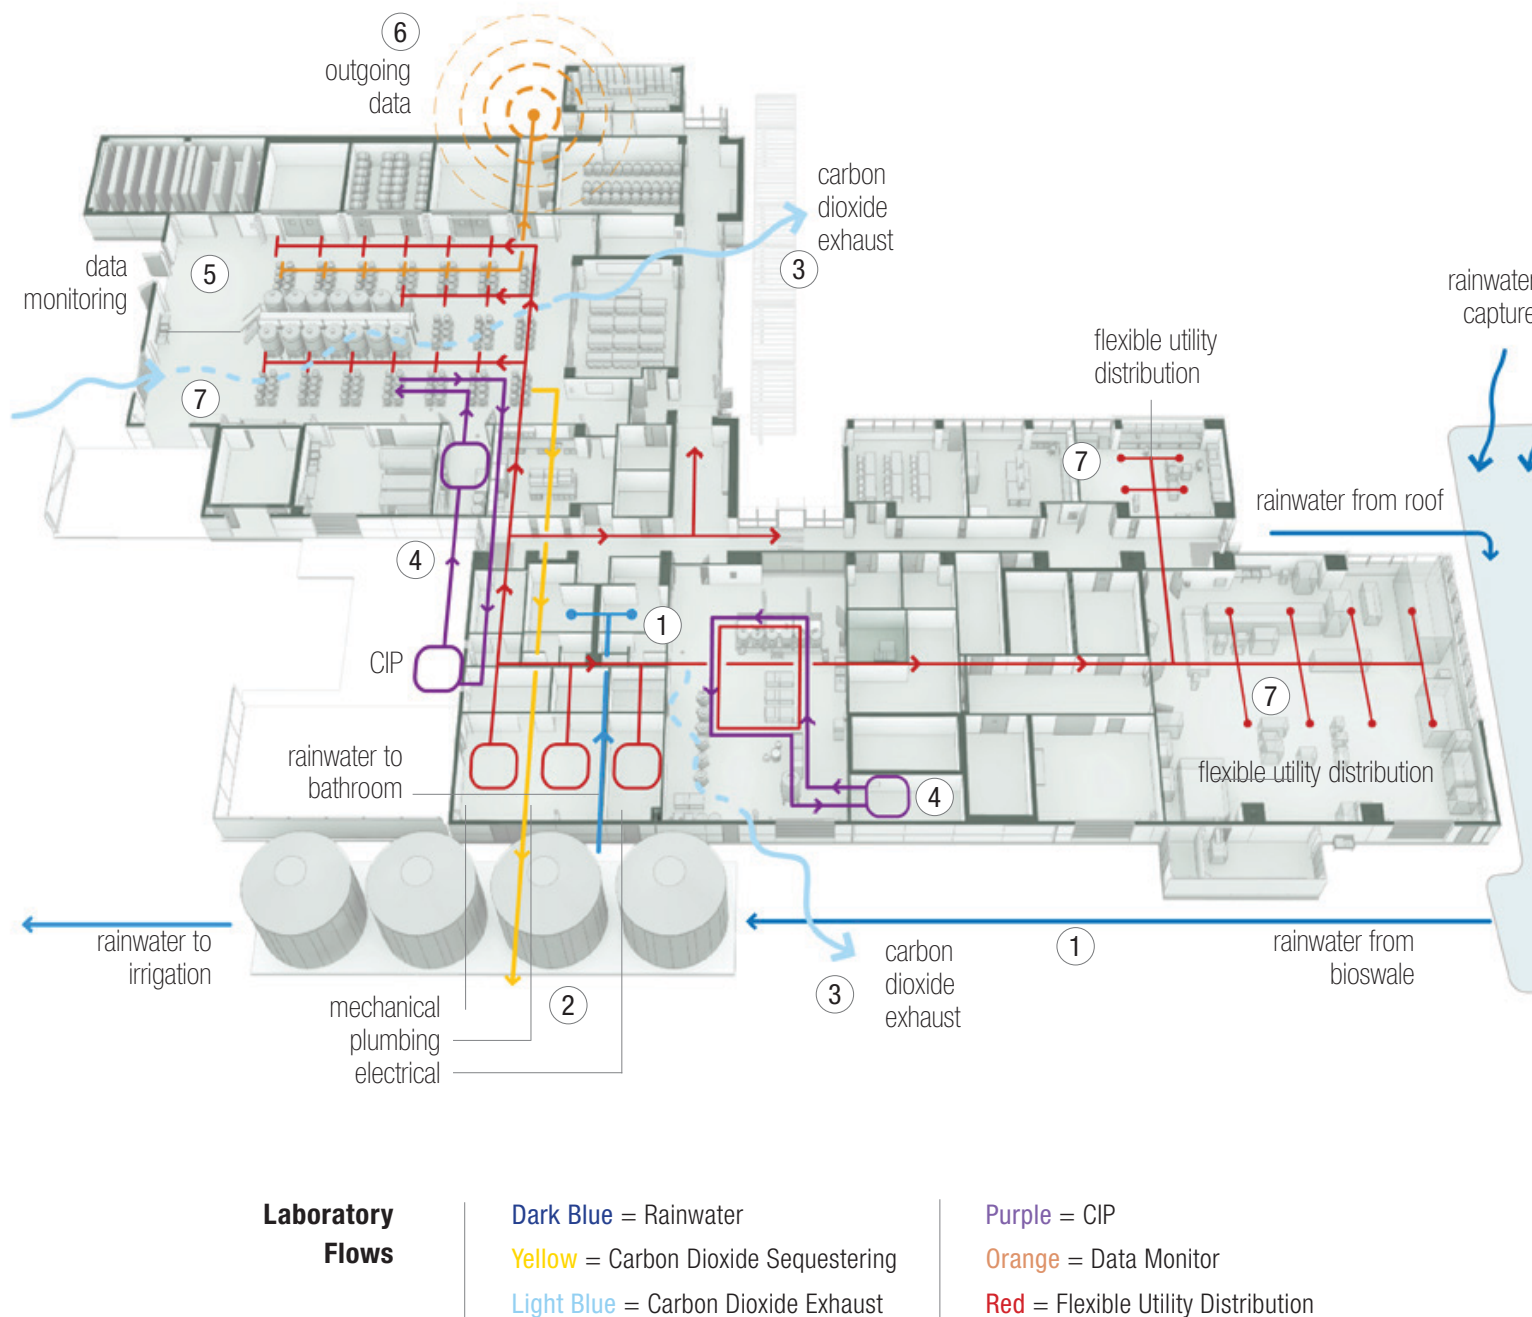 6
outgoing
data
carbon
dioxide
exhaust
3
data
monitoring
5
7
rainwater
capture
flexible utility
distribution
7
rainwater from roof
4
CIP
1
7
rainwater to
bathroom
flexible utility distribution
4
rainwater to
irrigation
carbon
dioxide
exhaust
3
1
rainwater from
bioswale
2
mechanical
plumbing
electrical
Laboratory
Flows
Dark Blue = Rainwater
Yellow = Carbon Dioxide Sequestering
Light Blue = Carbon Dioxide Exhaust
Purple = CIP
Orange = Data Monitor
Red = Flexible Utility Distribution